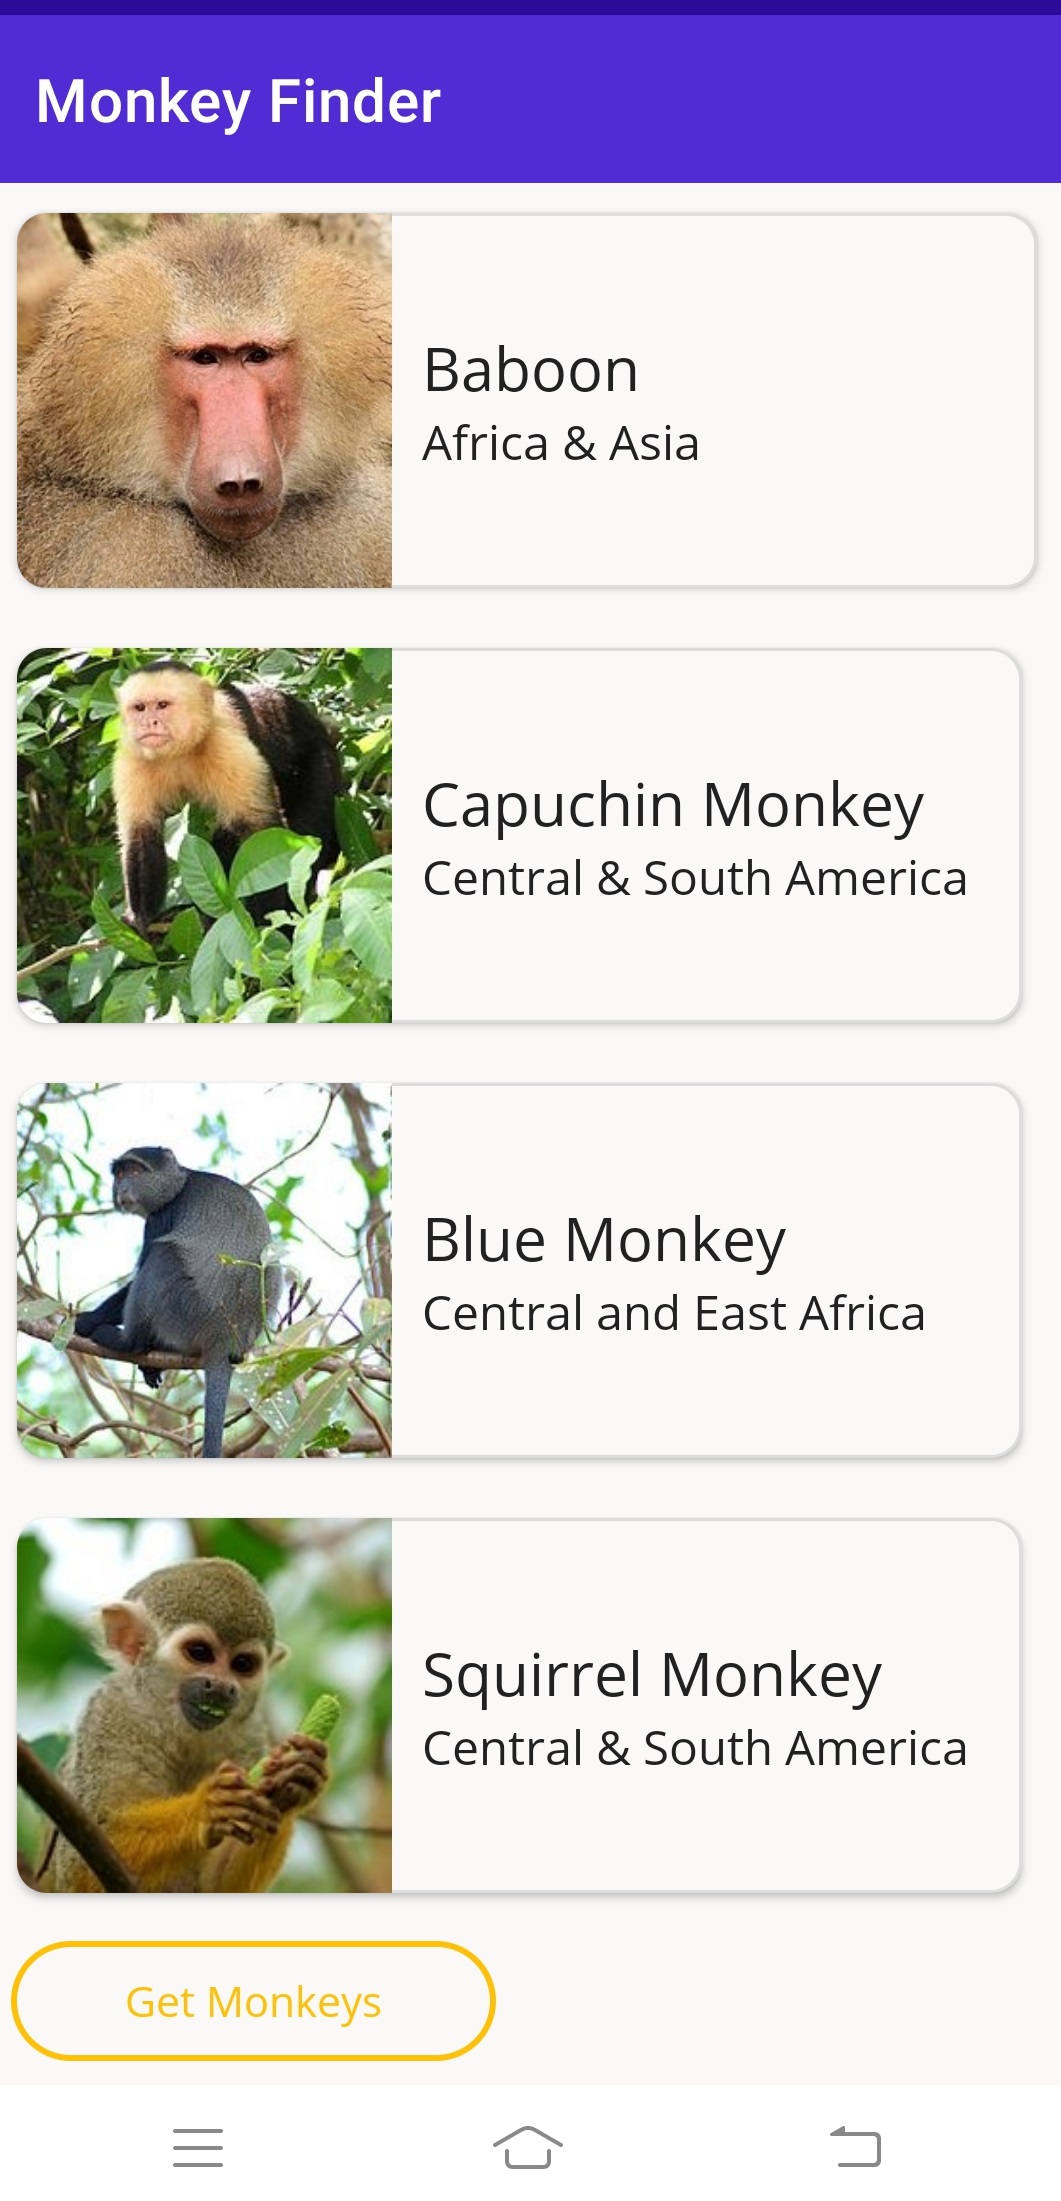 Monkey Finder
Baboon
Africa & Asia
Capuchin Monkey
Central & South America
Blue Monkey
Central and East Africa
Squirrel Monkey
Central & South America
Get Monkeys